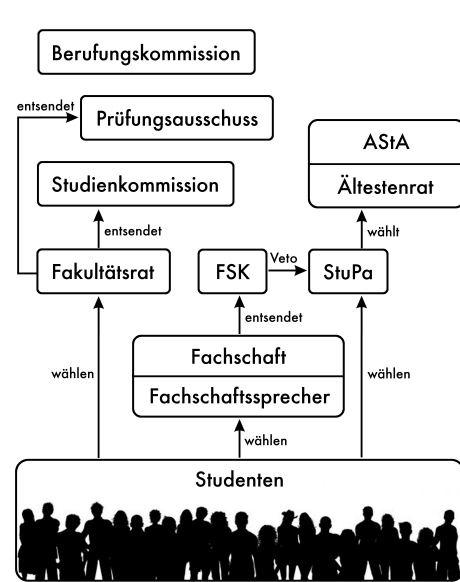 Berufungskommission
entsendet
Prüfungsausschuss
AStA
Studienkommission
Ältestenrat
entsendet
wählt
Fakultätsrat
FSK
Veto
StuPa
entsendet
Fachschaft
wählen
Fachschaftssprecher
wählen
wählen
Studenten